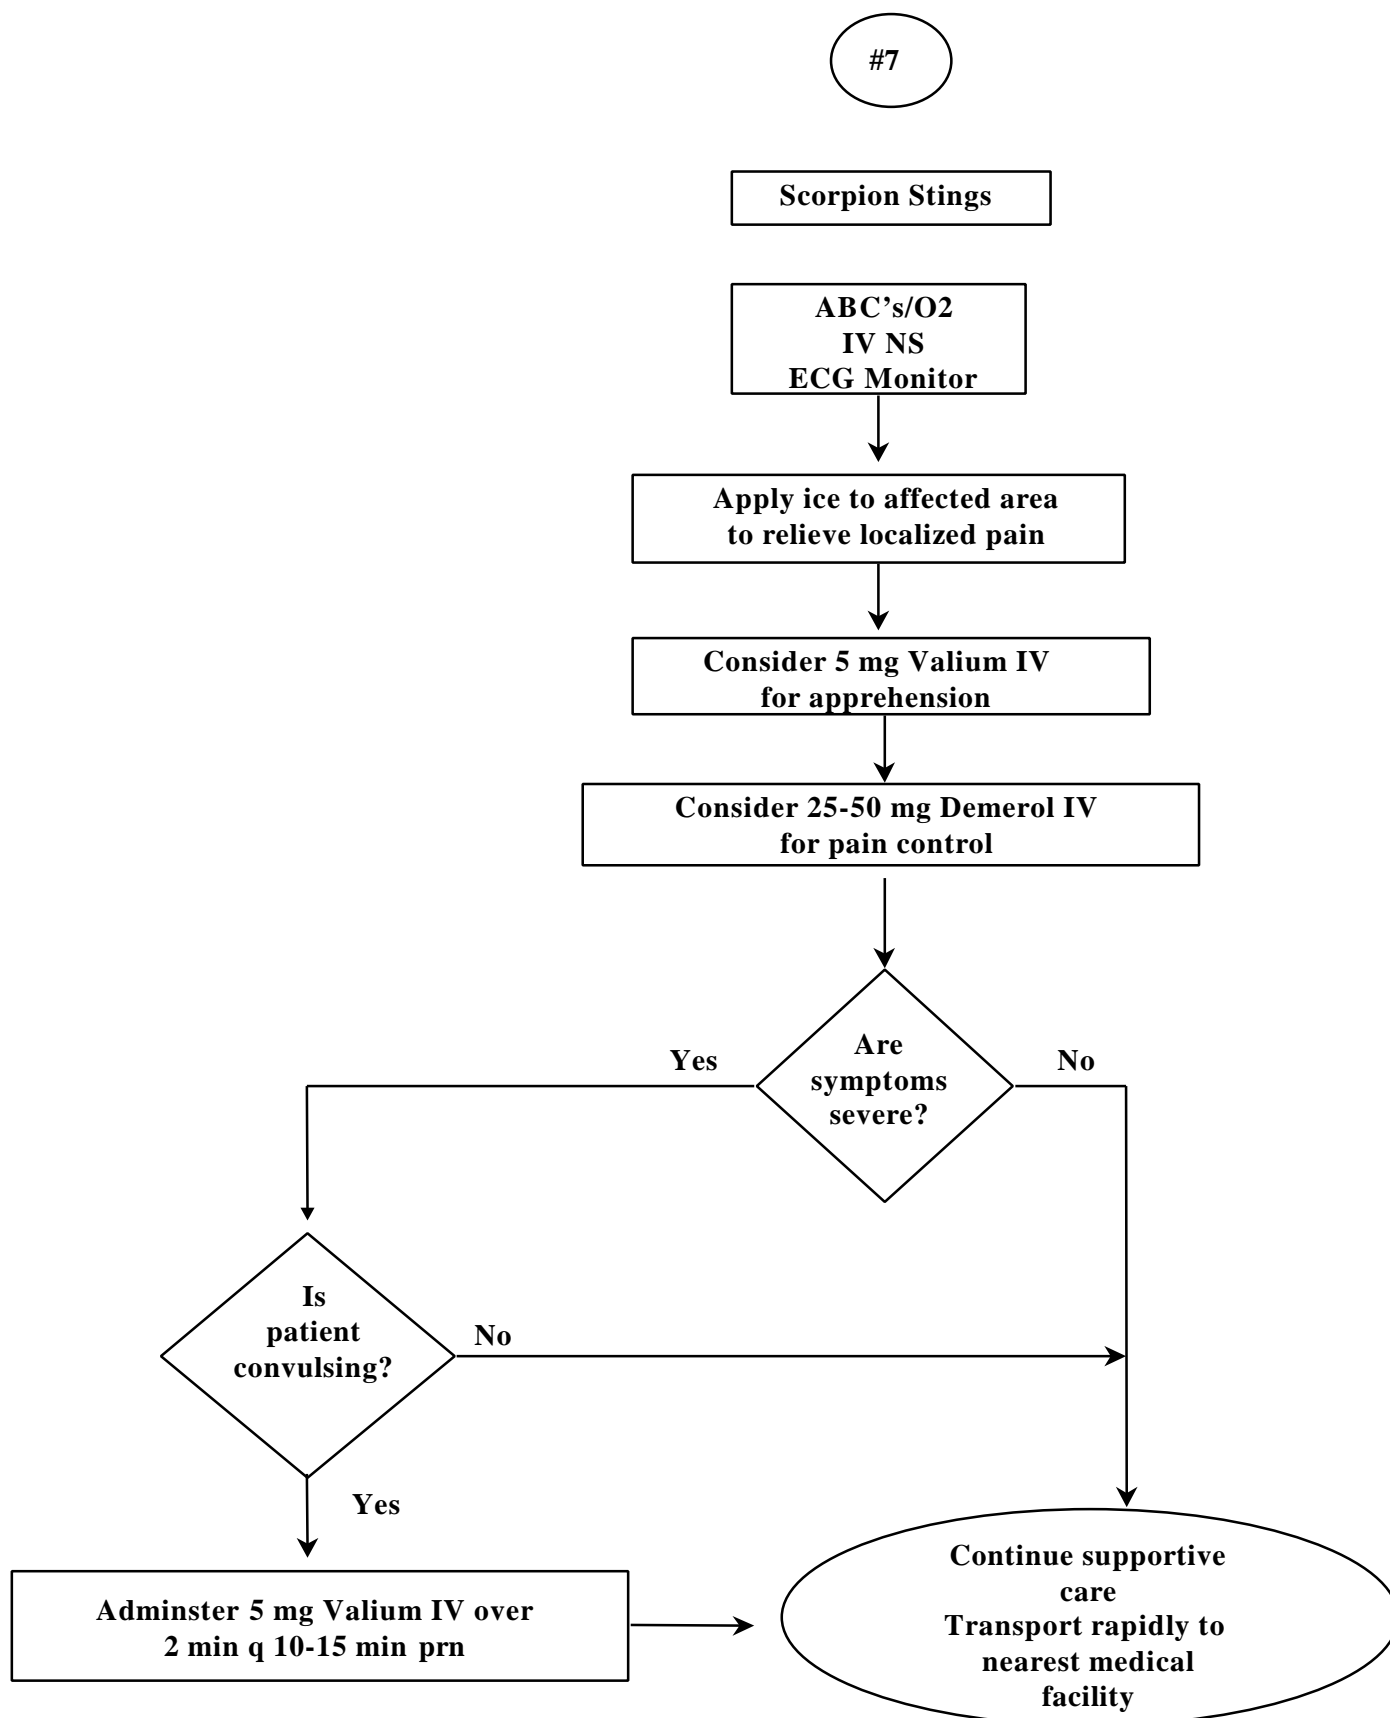 #7
Scorpion Stings
ABC’s/O2
IV NS
ECG Monitor
Apply ice to affected area
to relieve localized pain
Consider 5 mg Valium IV
for apprehension
Consider 25-50 mg Demerol IV
for pain control
Are
symptoms
severe?
Yes
No
Is
patient
convulsing?
No
Yes
Adminster 5 mg Valium IV over
2 min q 10-15 min prn
Continue supportive
care
Transport rapidly to
nearest medical
facility